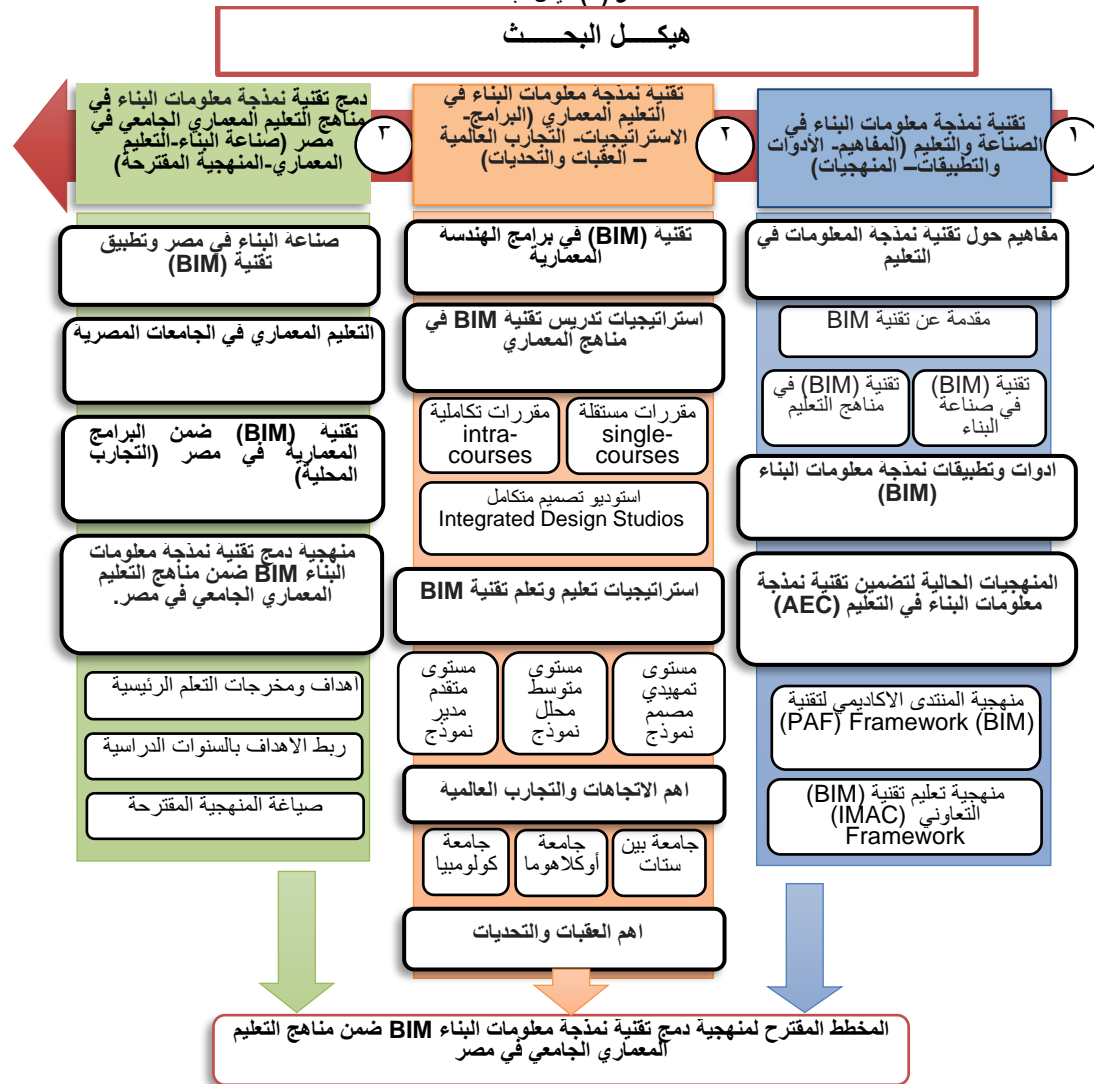 هيكـــــل البحـــــــث
١
تقنية نمذجة معلومات البناء في
الصناعة والتعليم (المفاهيم- الأدوات
والتطبيقات– المنهجيات)
مفاهيم حول تقنية نمذجة المعلومات في
التعليم
مقدمة عن تقنية BIM
تقنية (BIM)
في صناعة
البناء
تقنية (BIM) في
مناهج التعليم
ادوات وتطبيقات نمذجة معلومات البناء
(BIM)
المنهجيات الحالية لتضمين تقنية نمذجة
معلومات البناء في التعليم (AEC)
منهجية المنتدى الاكاديمي لتقنية
(BIM) Framework (PAF)
منهجية تعليم تقنية (BIM)
التعاوني (IMAC)
Framework
٢
تقنية نمذجة معلومات البناء في
التعليم المعماري (البرامج-
الاستراتيجيات- التجارب العالمية
– العقبات والتحديات)
تقنية (BIM) في برامج الهندسة
المعمارية
استراتيجيات تدريس تقنية BIM في
مناهج المعماري
مقررات مستقلة
single-
courses
مقررات تكاملية
intra-
courses
استوديو تصميم متكامل
Integrated Design Studios
استراتيجيات تعليم وتعلم تقنية BIM
مستوى
تمهيدي
مصمم
نموذج
مستوى
متوسط
محلل
نموذج
مستوى
متقدم
مدير
نموذج
اهم الاتجاهات والتجارب العالمية
جامعة بين
ستات
جامعة
أوكلاهوما
جامعة
كولومبيا
اهم العقبات والتحديات
٣
دمج تقنية نمذجة معلومات البناء في
مناهج التعليم المعماري الجامعي في
مصر (صناعة البناء-التعليم
المعماري-المنهجية المقترحة)
صناعة البناء في مصر وتطبيق
تقنية (BIM)
التعليم المعماري في الجامعات المصرية
تقنية (BIM) ضمن البرامج
المعمارية في مصر (التجارب
المحلية)
منهجية دمج تقنية نمذجة معلومات
البناء BIM ضمن مناهج التعليم
المعماري الجامعي في مصر.
اهداف ومخرجات التعلم الرئيسية
ربط الاهداف بالسنوات الدراسية
صياغة المنهجية المقترحة
المخطط المقترح لمنهجية دمج تقنية نمذجة معلومات البناء BIM ضمن مناهج التعليم
المعماري الجامعي في مصر